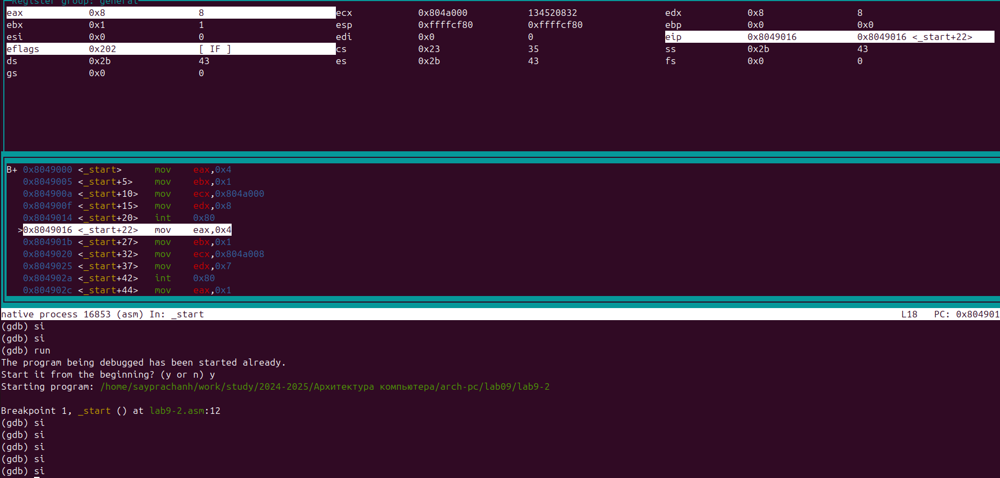 Register group: general
eax 0x8 8 ecx 0x804a000 134520832 edx 0x8 8
ebx 0x1 1 esp 0xffffcf80 0xffffcf80 ebp 0x0 0x0
esi 0x0 0 edi 0x0 0 eip 0x8049016 0x8049016 <_start+22>
eflags 0x202 [ IF ] cs 0x23 35 ss 0x2b 43
ds 0x2b 43 es 0x2b 43 fs 0x0 0
gs 0x0 0
B+ 0x8049000 <_start> mov eax,0x4
0x8049005 <_start+5> mov ebx,0x1
0x804900a <_start+10> mov ecx,0x804a000
0x804900f <_start+15> mov edx,0x8
0x8049014 <_start+20> int 0x80
>0x8049016 <_start+22> mov eax,0x4
0x804901b <_start+27> mov ebx,0x1
0x8049020 <_start+32> mov ecx,0x804a008
0x8049025 <_start+37> mov edx,0x7
0x804902a <_start+42> int 0x80
0x804902c <_start+44> mov eax,0x1
native process 16853 (asm) In: _start L18 PC: 0x804901
(gdb) si
(gdb) si
(gdb) run
The program being debugged has been started already.
Start it from the beginning? (y or n) y
Starting program: /home/sayprachanh/work/study/2024-2025/Архитектура компьютера/arch-pc/lab09/lab9-2
Breakpoint 1, _start () at lab9-2.asm:12
(gdb) si
(gdb) si
(gdb) si
(gdb) si
(gdb) si